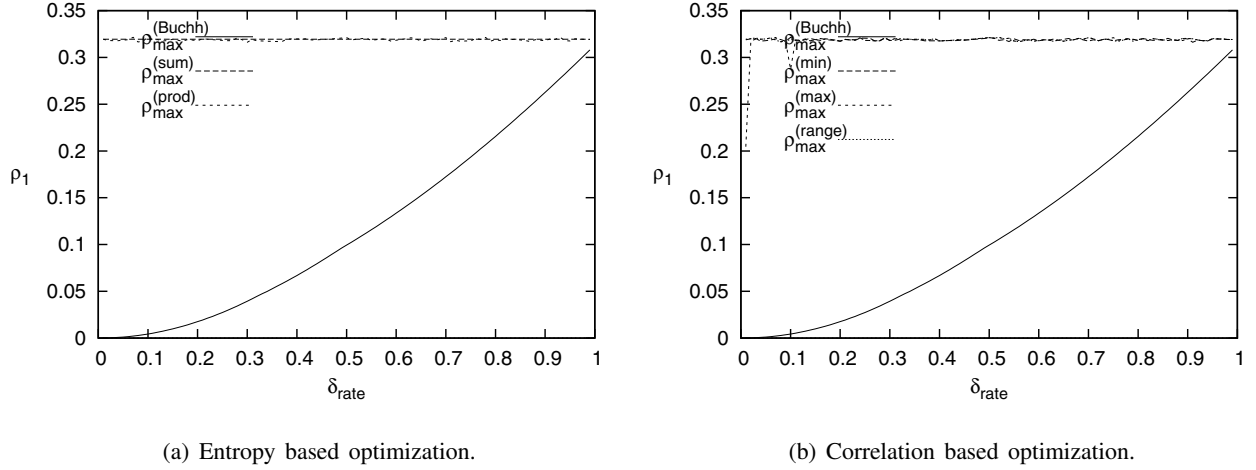 0.35
0.3
0.25
0.2
0.15
0.1
0.05
0
ρ1
ρmax(Buchh)
ρmax(sum)
ρmax(prod)
0 0.1 0.2 0.3 0.4 0.5 0.6 0.7 0.8 0.9 1
δrate
(a) Entropy based optimization.
0.35
0.3
0.25
0.2
0.15
0.1
0.05
0
ρ1
ρmax(Buchh)
ρmax(min)
ρmax(max)
ρmax(range)
0 0.1 0.2 0.3 0.4 0.5 0.6 0.7 0.8 0.9 1
δrate
(b) Correlation based optimization.